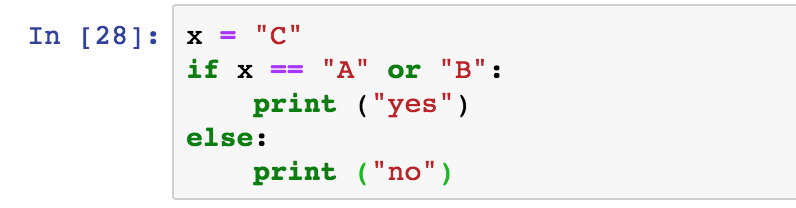 In [28]: x = "C"
if x == "A" or "B":
    print ("yes")
else:
    print ("no")